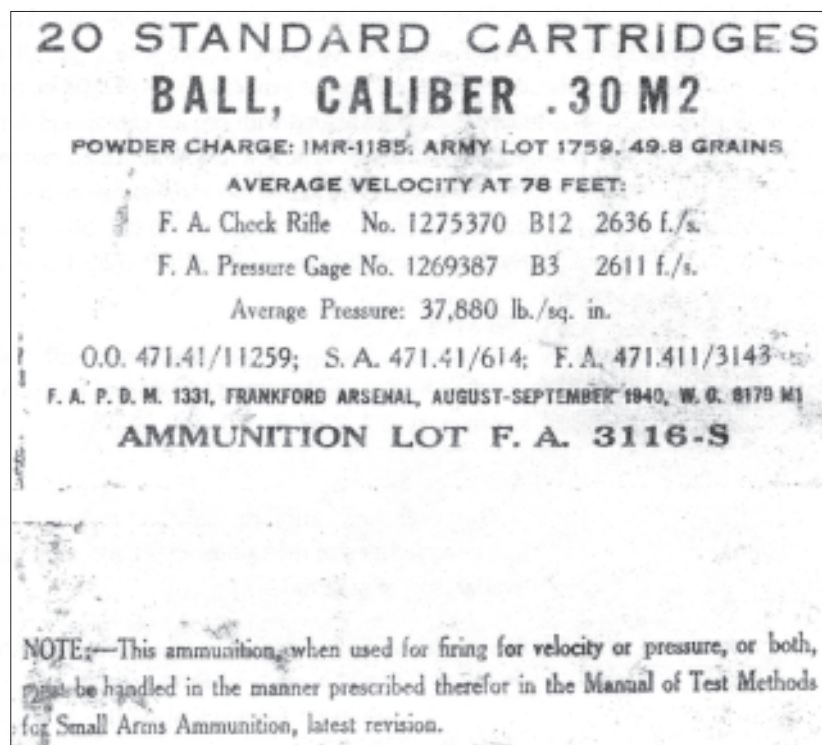 20 STANDARD CARTRIDGES
BALL, CALIBER .30 M2
POWDER CHARGE: IMR-1185, ARMY LOT 1759, 49.8 GRAINS
AVERAGE VELOCITY AT 78 FEET:
F. A. Check Rifle No. 1275370 B12 2636 f./s.
F. A. Pressure Gage No. 1269387 B3 2611 f./s.
Average Pressure: 37,880 lb./sq. in.
O.O. 471.41/11259; S. A. 471.41/614; F. A. 471.411/3143
F. A. P. D. M. 1331, FRANKFORD ARSENAL, AUGUST-SEPTEMBER 1940, W. O. 6179 M1
AMMUNITION LOT F. A. 3116-S
NOTE:—This ammunition, when used for firing for velocity or pressure, or both,
must be handled in the manner prescribed therefor in the Manual of Test Methods
for Small Arms Ammunition, latest revision.